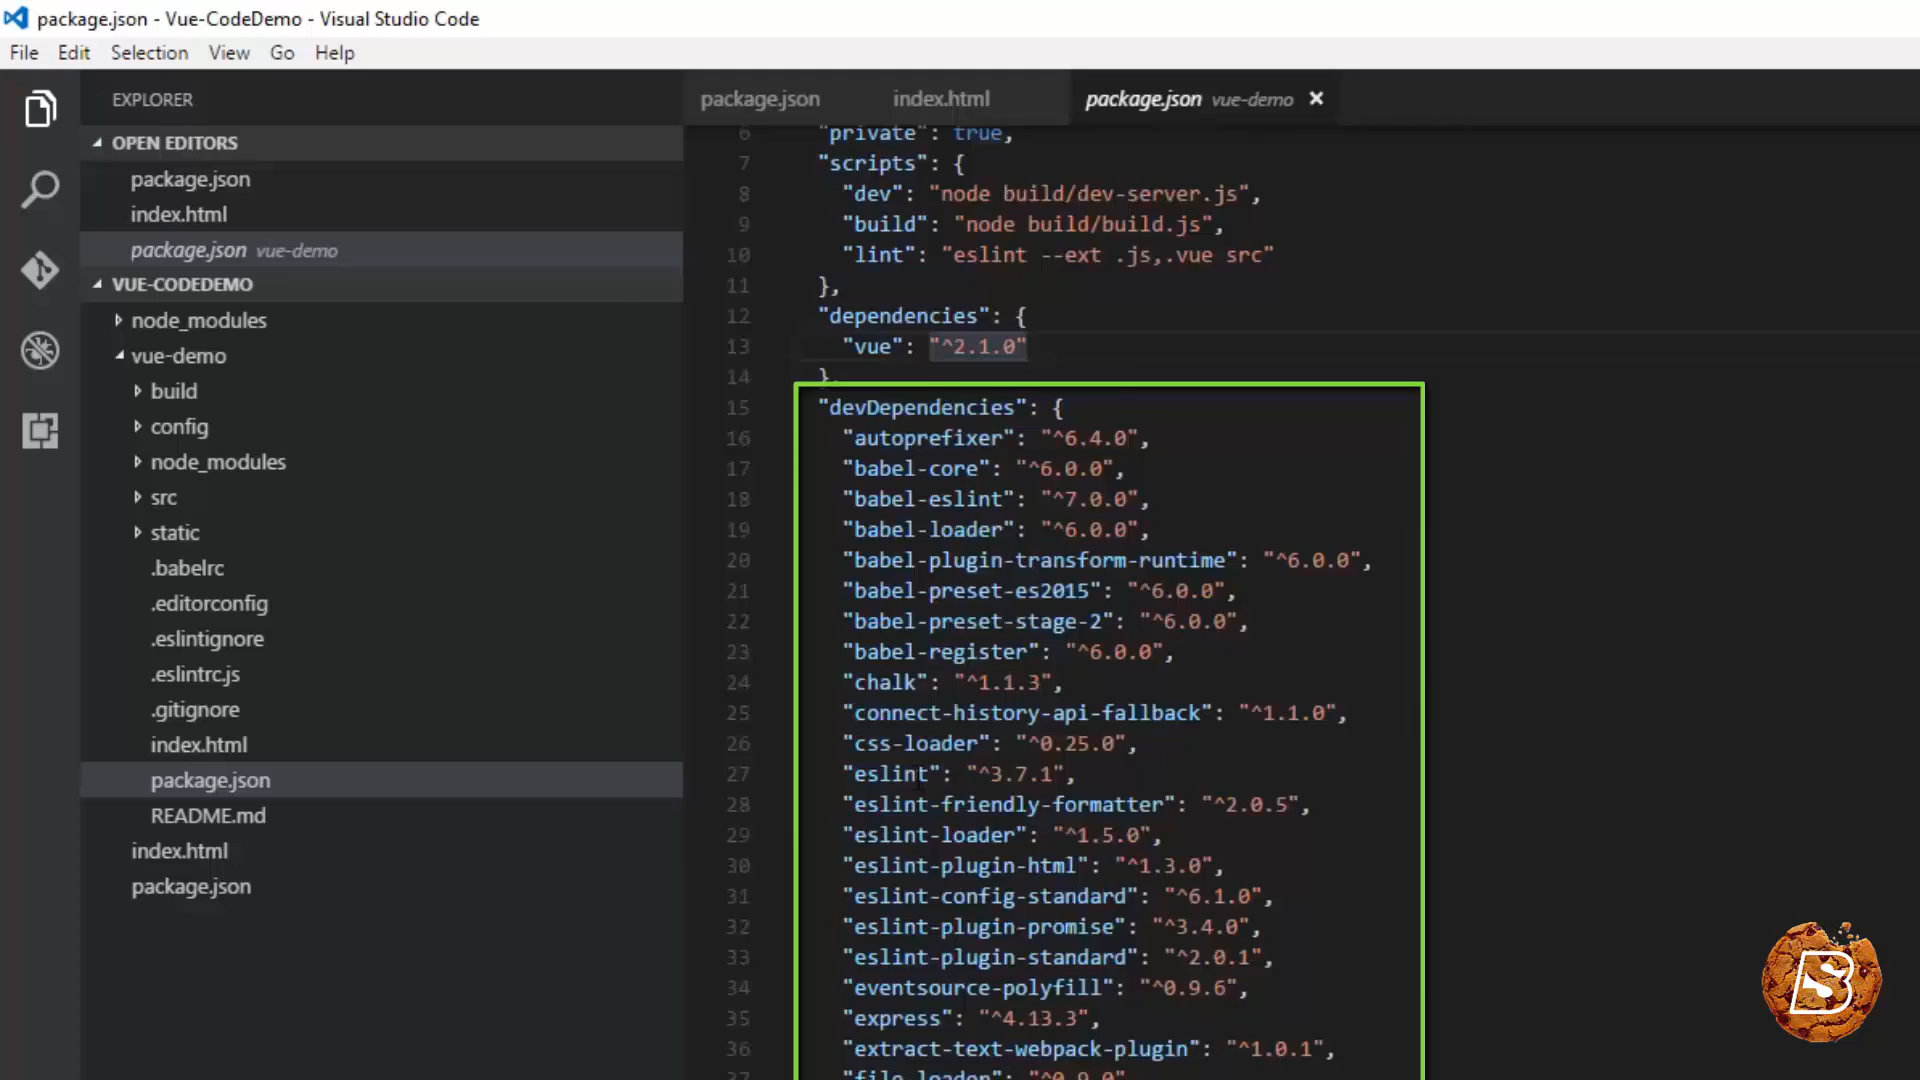 package.json - Vue-CodeDemo - Visual Studio Code
File Edit Selection View Go Help
EXPLORER
OPEN EDITORS
package.json
index.html
package.json vue-demo
VUE-CODEDEMO
node_modules
vue-demo
build
config
node_modules
src
static
.babelrc
.editorconfig
.eslintignore
.eslintrc.js
.gitignore
index.html
package.json
README.md
index.html
package.json
package.json index.html package.json vue-demo
6 "private": true,
7 "scripts": {
8 "dev": "node build/dev-server.js",
9 "build": "node build/build.js",
10 "lint": "eslint --ext .js,.vue src"
11 },
12 "dependencies": {
13 "vue": "^2.1.0"
14 },
15 "devDependencies": {
16 "autoprefixer": "^6.4.0",
17 "babel-core": "^6.0.0",
18 "babel-eslint": "^7.0.0",
19 "babel-loader": "^6.0.0",
20 "babel-plugin-transform-runtime": "^6.0.0",
21 "babel-preset-es2015": "^6.0.0",
22 "babel-preset-stage-2": "^6.0.0",
23 "babel-register": "^6.0.0",
24 "chalk": "^1.1.3",
25 "connect-history-api-fallback": "^1.1.0",
26 "css-loader": "^0.25.0",
27 "eslint": "^3.7.1",
28 "eslint-friendly-formatter": "^2.0.5",
29 "eslint-loader": "^1.5.0",
30 "eslint-plugin-html": "^1.3.0",
31 "eslint-config-standard": "^6.1.0",
32 "eslint-plugin-promise": "^3.4.0",
33 "eslint-plugin-standard": "^2.0.1",
34 "eventsource-polyfill": "^0.9.6",
35 "express": "^4.13.3",
36 "extract-text-webpack-plugin": "^1.0.1",
37 "file-loader": "^0.9.0"
B